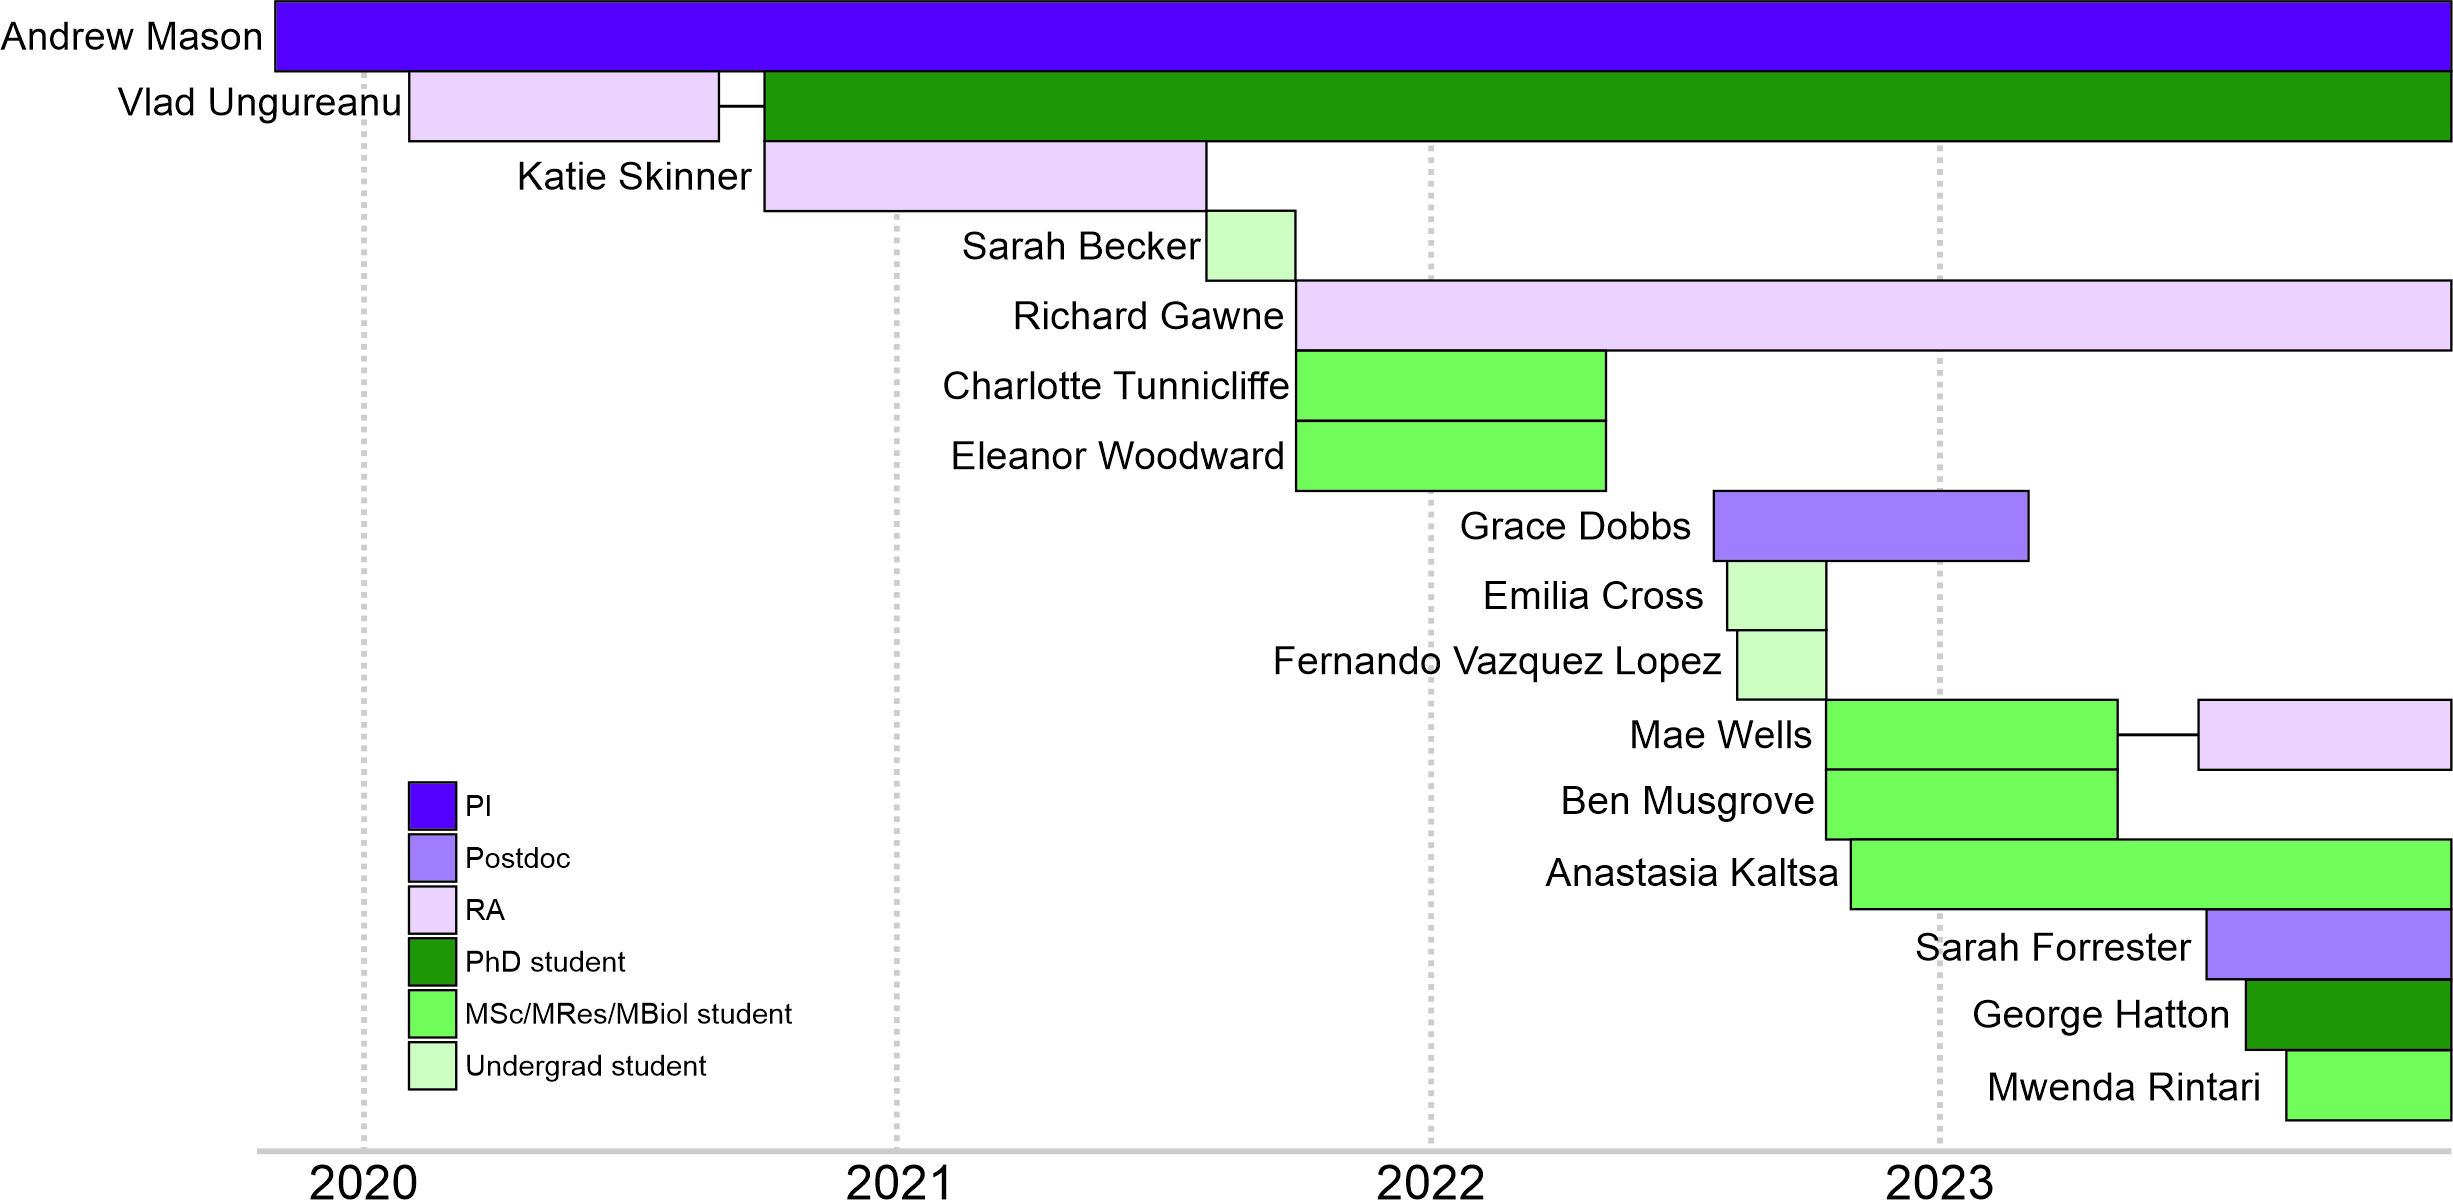 Andrew Mason
Vlad Ungureanu
Katie Skinner
Sarah Becker
Richard Gawne
Charlotte Tunnicliffe
Eleanor Woodward
Grace Dobbs
Emilia Cross
Fernando Vazquez Lopez
Mae Wells
Ben Musgrove
Anastasia Kaltsa
Sarah Forrester
George Hatton
Mwenda Rintari
PI
Postdoc
RA
PhD student
MSc/MRes/MBiol student
Undergrad student
2020 2021 2022 2023